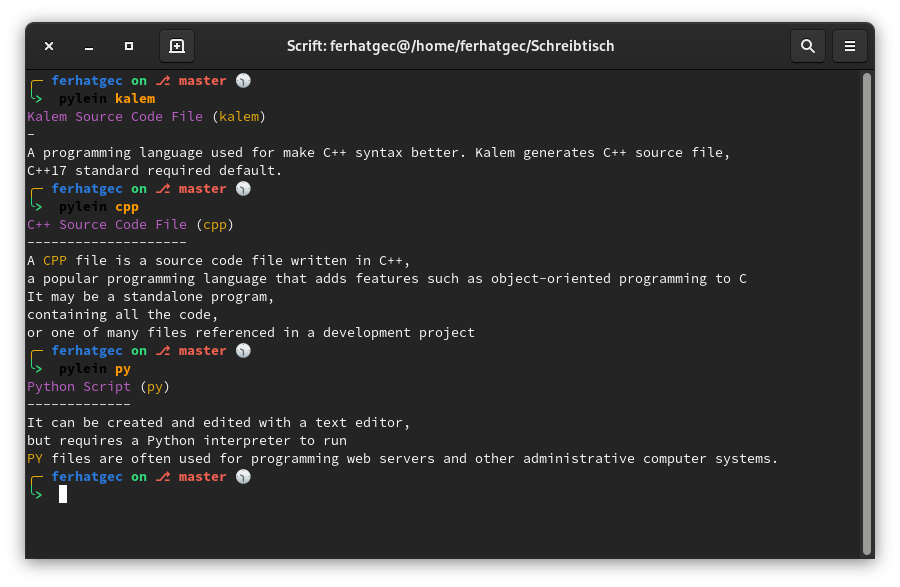 Scrift: ferhatgec@/home/ferhatgec/Schreibtisch
ferhatgec on master
pylein kalem
Kalem Source Code File (kalem)
-
A programming language used for make C++ syntax better. Kalem generates C++ source file,
C++17 standard required default.
ferhatgec on master
pylein cpp
C++ Source Code File (cpp)
--------------------
A CPP file is a source code file written in C++,
a popular programming language that adds features such as object-oriented programming to C
It may be a standalone program,
containing all the code,
or one of many files referenced in a development project
ferhatgec on master
pylein py
Python Script (py)
-------------
It can be created and edited with a text editor,
but requires a Python interpreter to run
PY files are often used for programming web servers and other administrative computer systems.
ferhatgec on master